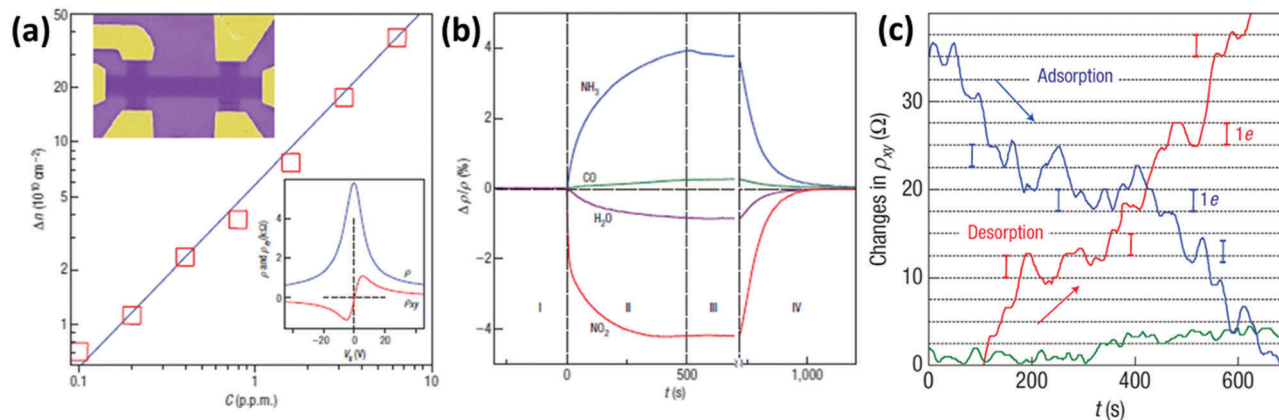 (a)
50
20
10
5
2
1
Δn (10¹⁰ cm⁻²)
0.1
1
10
C (p.p.m.)
ρ and ρxy (kΩ)
4
2
0
ρ
ρxy
−20
0
20
Vg (V)
(b)
4
2
0
−2
−4
Δρ/ρ (%)
NH₃
CO
H₂O
NO₂
I
II
III
IV
0
500
1,000
t (s)
(c)
30
20
10
0
Changes in ρxy (Ω)
Adsorption
Desorption
1e
1e
0
200
400
600
t (s)